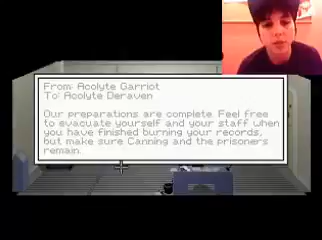 From: Acolyte Garriot
To: Acolyte Deraven
Our preparations are complete. Feel free
to evacuate yourself and your staff when
you have finished burning your records,
but make sure Canning and the prisoners
remain.